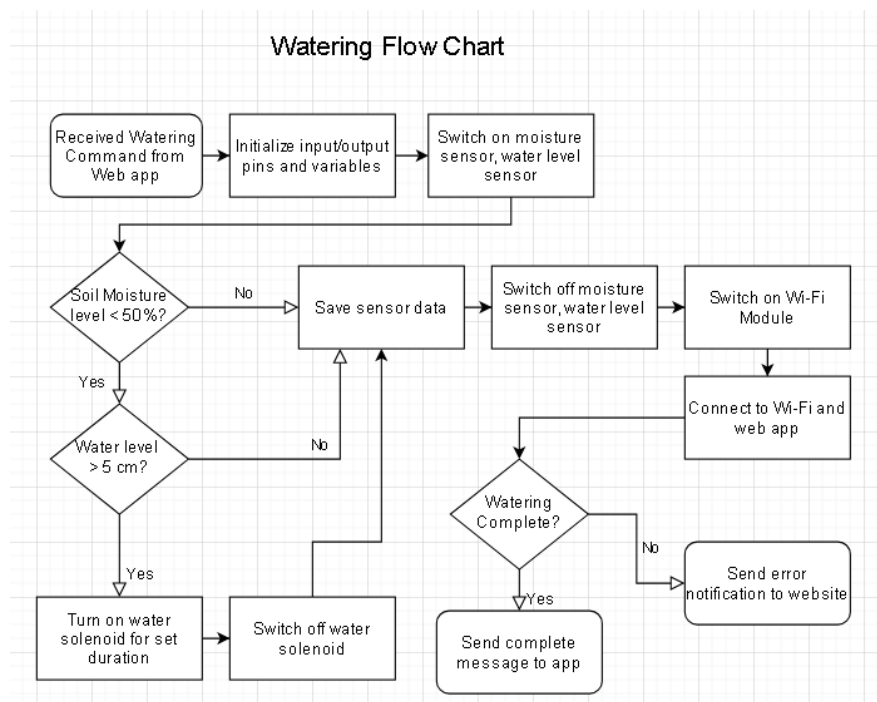 Watering Flow Chart
Received Watering
Command from
Web app
Initialize input/output
pins and variables
Switch on moisture
sensor, water level
sensor
Soil Moisture
level < 50%?
No
Save sensor data
Switch off moisture
sensor, water level
sensor
Switch on Wi-Fi
Module
Yes
Connect to Wi-Fi and
web app
Water level
> 5 cm?
No
Watering
Complete?
No
Yes
Send error
notification to website
Yes
Turn on water
solenoid for set
duration
Switch off water
solenoid
Send complete
message to app